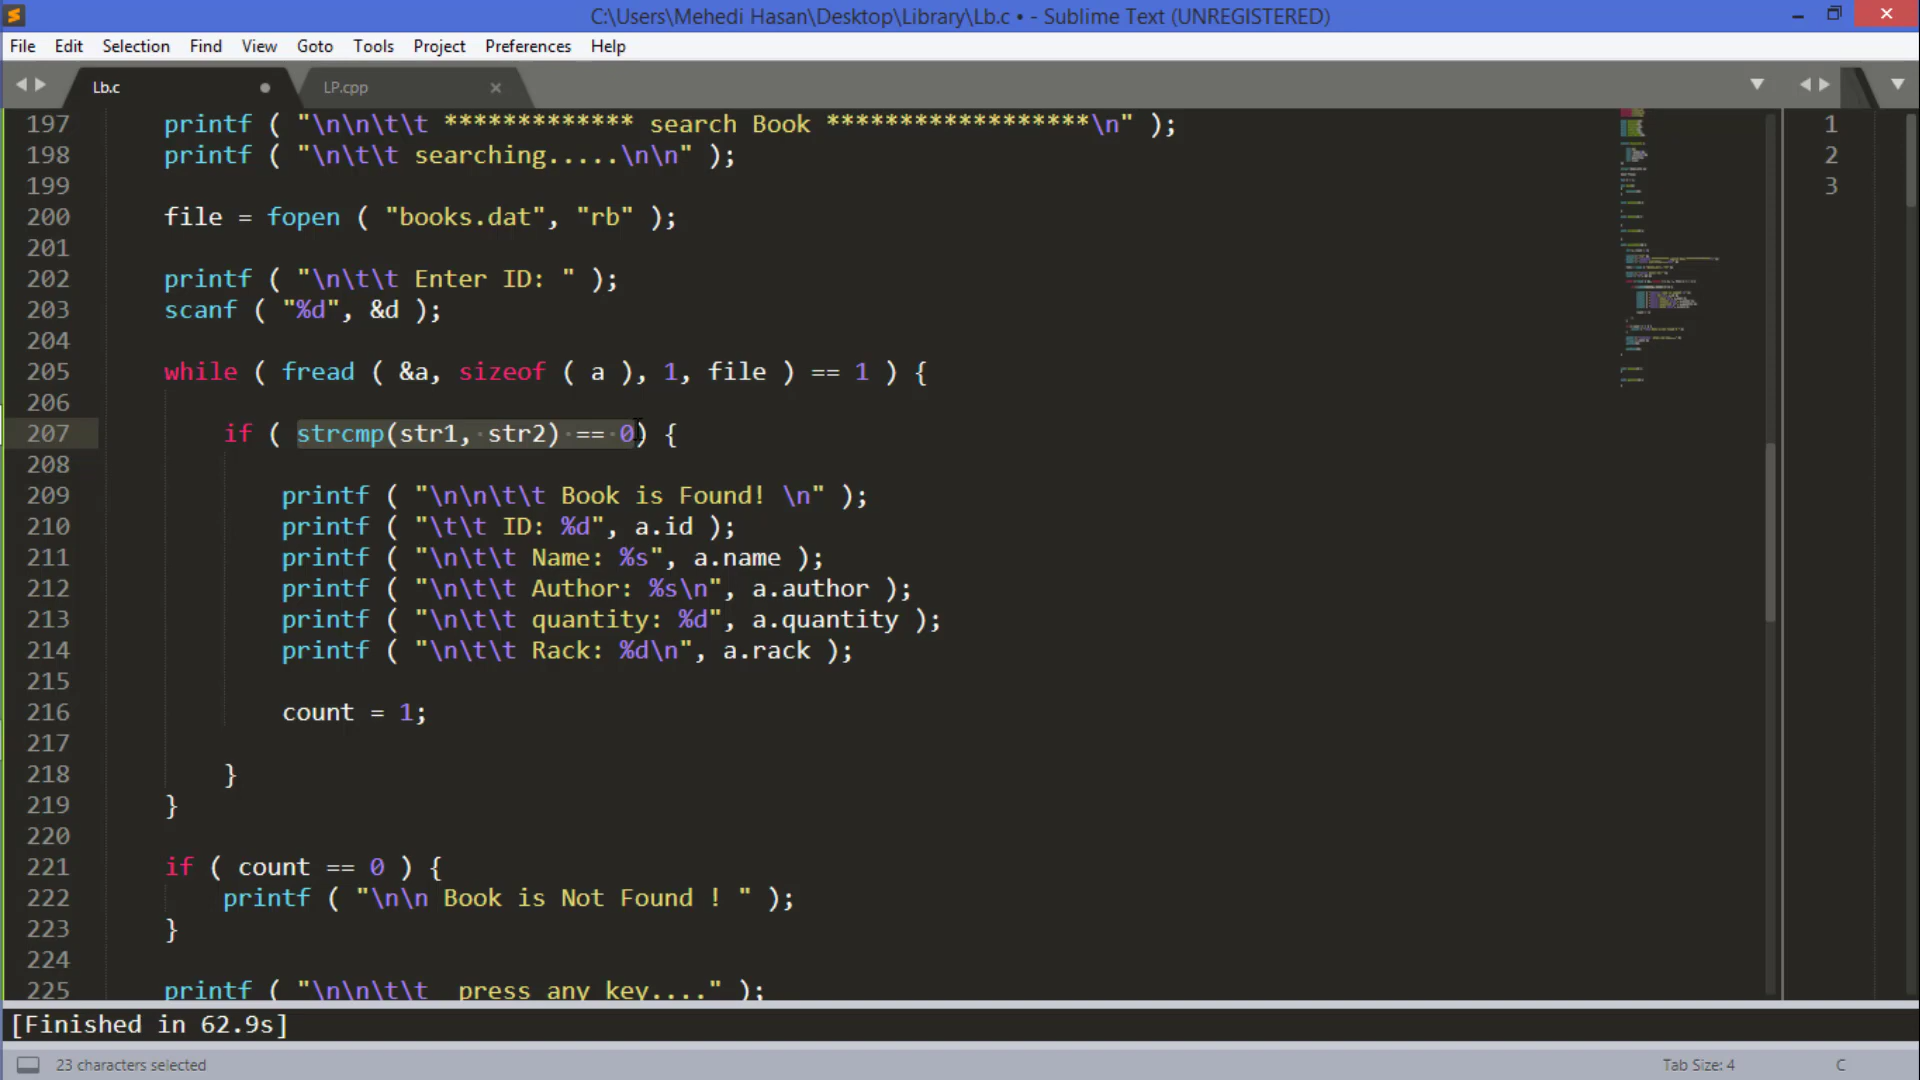 C:\Users\Mehedi Hasan\Desktop\Library\Lb.c • - Sublime Text (UNREGISTERED)
File Edit Selection Find View Goto Tools Project Preferences Help
Lb.c LP.cpp
197 printf ( "\n\n\t\t ************* search Book ******************\n" ); 1
198 printf ( "\n\t\t searching.....\n\n" ); 2
199 3
200 file = fopen ( "books.dat", "rb" );
201
202 printf ( "\n\t\t Enter ID: " );
203 scanf ( "%d", &d );
204
205 while ( fread ( &a, sizeof ( a ), 1, file ) == 1 ) {
206
207 if ( strcmp(str1, str2) == 0) {
208
209 printf ( "\n\n\t\t Book is Found! \n" );
210 printf ( "\t\t ID: %d", a.id );
211 printf ( "\n\t\t Name: %s", a.name );
212 printf ( "\n\t\t Author: %s\n", a.author );
213 printf ( "\n\t\t quantity: %d", a.quantity );
214 printf ( "\n\t\t Rack: %d\n", a.rack );
215
216 count = 1;
217
218 }
219 }
220
221 if ( count == 0 ) {
222 printf ( "\n\n Book is Not Found ! " );
223 }
224
225 printf ( "\n\n\t\t  press any key...." );
[Finished in 62.9s]
23 characters selected Tab Size: 4 C